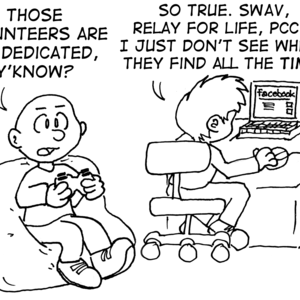 THOSE
UNTEERS ARE
DEDICATED,
Y'KNOW?
SO TRUE. SWAV,
RELAY FOR LIFE, PCC
I JUST DON'T SEE WH
THEY FIND ALL THE TIM
facebook